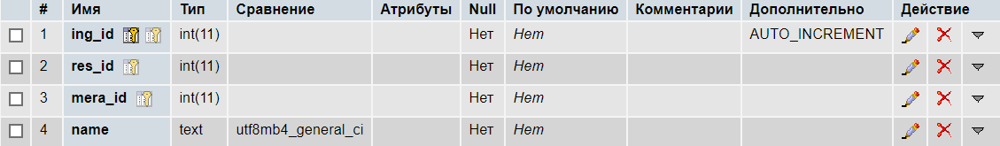 # Имя Тип Сравнение Атрибуты Null По умолчанию Комментарии Дополнительно Действие
1 ing_id int(11) Нет Нет AUTO_INCREMENT
2 res_id int(11) Нет Нет
3 mera_id int(11) Нет Нет
4 name text utf8mb4_general_ci Нет Нет